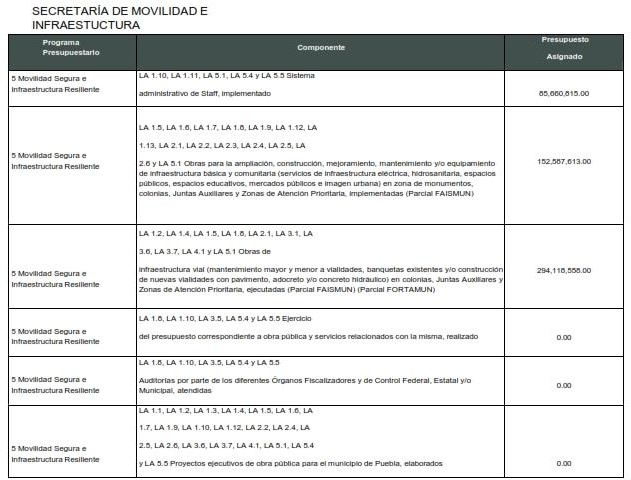 SECRETARÍA DE MOVILIDAD E
INFRAESTUCTURA
Programa
Presupuestario
Componente
Presupuesto
Asignado
5 Movilidad Segura e
Infraestructura Resiliente
LA 1.10, LA 1.11, LA 5.1, LA 5.4 y LA 5.5 Sistema
administrativo de Staff, implementado
85,660,815.00
5 Movilidad Segura e
Infraestructura Resiliente
LA 1.5, LA 1.6, LA 1.7, LA 1.8, LA 1.9, LA 1.12, LA
1.13, LA 2.1, LA 2.2, LA 2.3, LA 2.4, LA 2.5, LA
2.6 y LA 5.1 Obras para la ampliación, construcción, mejoramiento, mantenimiento y/o equipamento
de infraestructura básica y comunitaria (servicios de infraestructura eléctrica, hidrosanitaria, espacios
públicos, espacios educativos, mercados públicos e imagen urbana) en zona de monumentos,
colonias, Juntas Auxiliares y Zonas de Atención Prioritaria, implementadas (Parcial FAISMUN)
152,587,613.00
5 Movilidad Segura e
Infraestructura Resiliente
LA 1.2, LA 1.4, LA 1.5, LA 1.8, LA 2.1, LA 3.1, LA
3.6, LA 3.7, LA 4.1 y LA 5.1 Obras de
infraestructura vial (mantenimiento mayor y menor a vialidades, banquetas existentes y/o construcción
de nuevas vialidades con pavimento, adocreto y/o concreto hidráulico) en colonias, Juntas Auxiliares y
Zonas de Atención Prioritaria, ejecutadas (Parcial FAISMUN) (Parcial FORTAMUN)
294,118,558.00
5 Movilidad Segura e
Infraestructura Resiliente
LA 1.8, LA 1.10, LA 3.5, LA 5.4 y LA 5.5 Ejercicio
del presupuesto correspondiente a obra pública y servicios relacionados con la misma, realizado
0.00
5 Movilidad Segura e
Infraestructura Resiliente
LA 1.8, LA 1.10, LA 3.5, LA 5.4 y LA 5.5
Auditorías por parte de los diferentes Órganos Fiscalizadores y de Control Federal, Estatal y/o
Municipal, atendidas
0.00
5 Movilidad Segura e
Infraestructura Resiliente
LA 1.1, LA 1.2, LA 1.3, LA 1.4, LA 1.5, LA 1.6, LA
1.7, LA 1.9, LA 1.10, LA 1.12, LA 2.2, LA 2.4, LA
2.5, LA 2.6, LA 3.6, LA 3.7, LA 4.1, LA 5.1, LA 5.4
y LA 5.5 Proyectos ejecutivos de obra pública para el municipio de Puebla, elaborados
0.00